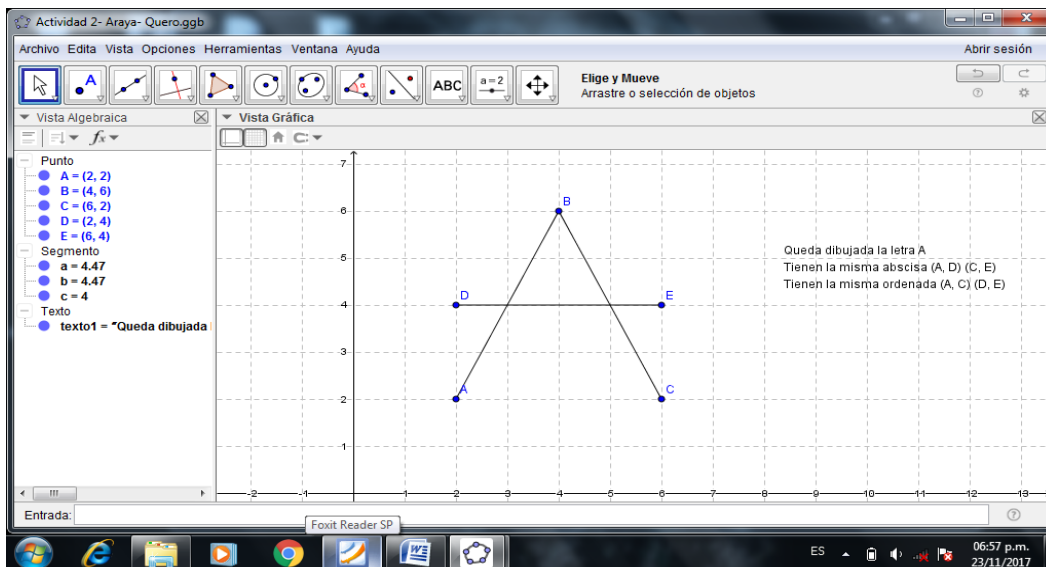 Actividad 2- Araya- Quero.ggb
Archivo Edita Vista Opciones Herramientas Ventana Ayuda Abrir sesión
A ABC a=2 Elige y Mueve
Arrastre o selección de objetos
Vista Algebraica Vista Gráfica
fx
Punto
A = (2, 2)
B = (4, 6)
C = (6, 2)
D = (2, 4)
E = (6, 4)
Segmento
a = 4.47
b = 4.47
c = 4
Texto
texto1 = "Queda dibujada
7
6
5
4
3
2
1
-2 -1 1 2 3 4 5 6 7 8 9 10 11 12 13
B
D E
A C
Queda dibujada la letra A
Tienen la misma abscisa (A, D) (C, E)
Tienen la misma ordenada (A, C) (D, E)
Entrada:
Foxit Reader SP
ES 06:57 p.m.
23/11/2017